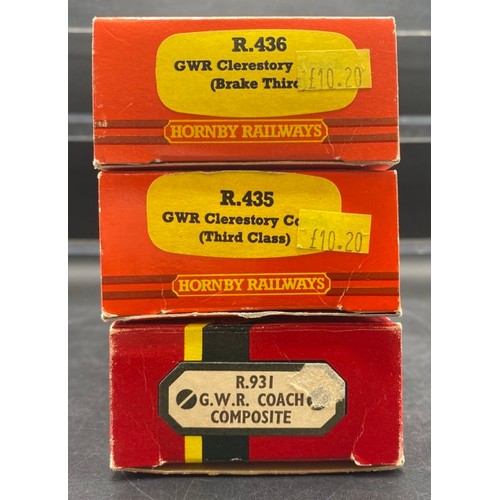 R.436
GWR Clerestory
(Brake Third
£10.20
HORNBY RAILWAYS
R.435
GWR Clerestory Co
(Third Class)
£10.20
HORNBY RAILWAYS
R.931
G.W.R. COACH
COMPOSITE